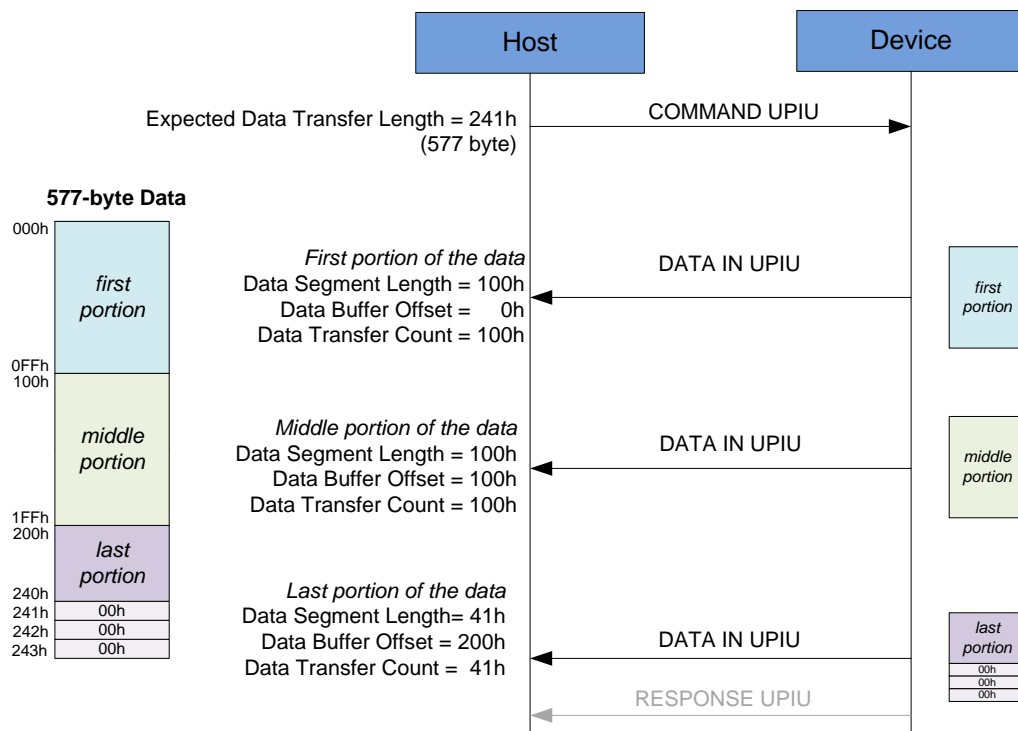 Host
Device
Expected Data Transfer Length = 241h
(577 byte)
COMMAND UPIU
577-byte Data
000h
first
portion
0FFh
100h
middle
portion
1FFh
200h
last
portion
240h
241h
00h
242h
00h
243h
00h
First portion of the data
Data Segment Length = 100h
Data Buffer Offset = 0h
Data Transfer Count = 100h
DATA IN UPIU
first
portion
Middle portion of the data
Data Segment Length = 100h
Data Buffer Offset = 100h
Data Transfer Count = 100h
DATA IN UPIU
middle
portion
Last portion of the data
Data Segment Length= 41h
Data Buffer Offset = 200h
Data Transfer Count = 41h
DATA IN UPIU
last
portion
00h
00h
00h
RESPONSE UPIU